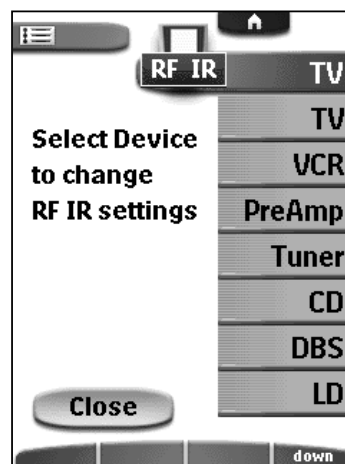 RF IR
TV
Select Device
to change
RF IR settings
TV
VCR
PreAmp
Tuner
CD
DBS
LD
Close
down